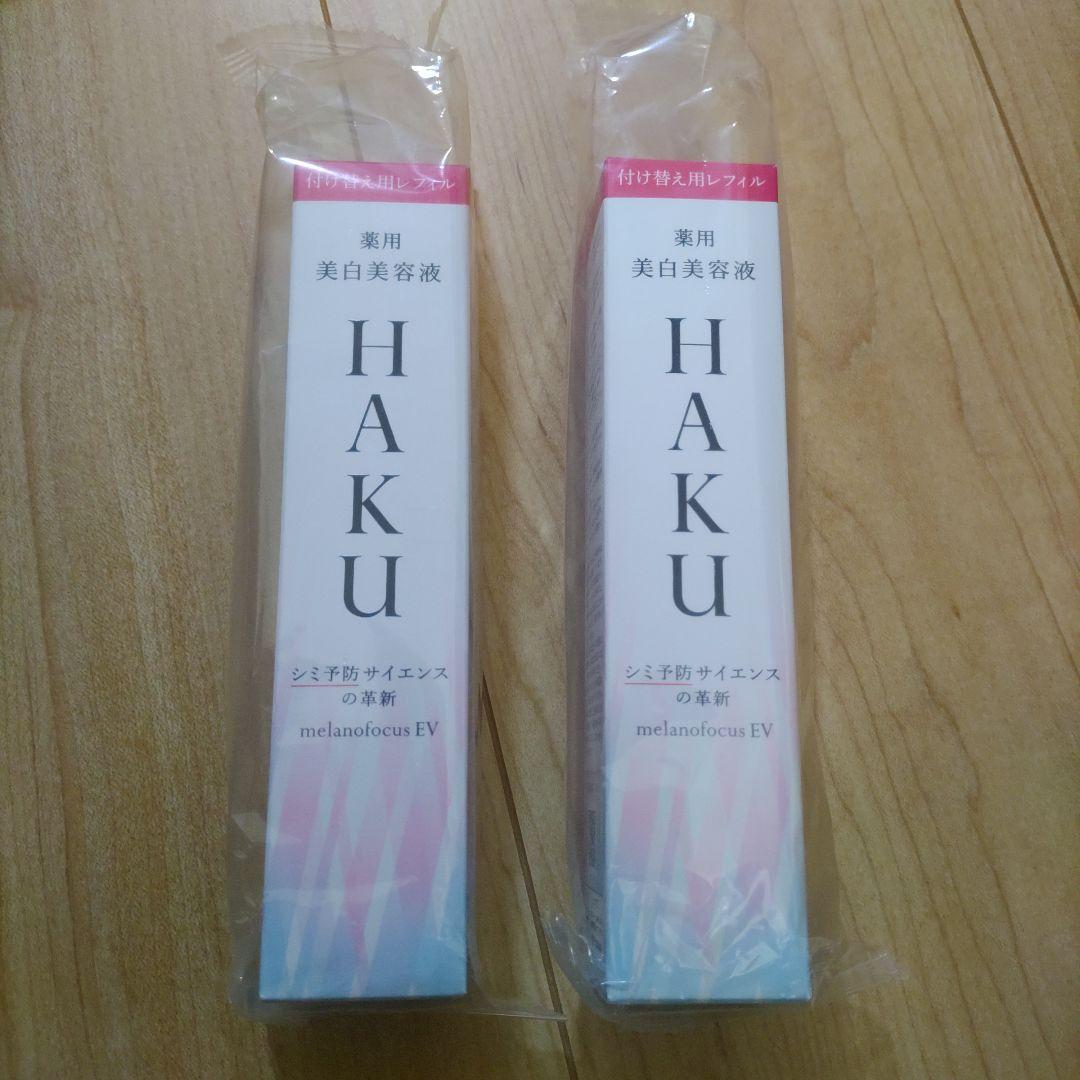 付け替え用レフィル
薬用
美白美容液
HAKU
シミ予防サイエンス
の革新
melanofocus EV
付け替え用レフィル
薬用
美白美容液
HAKU
シミ予防サイエンス
の革新
melanofocus EV